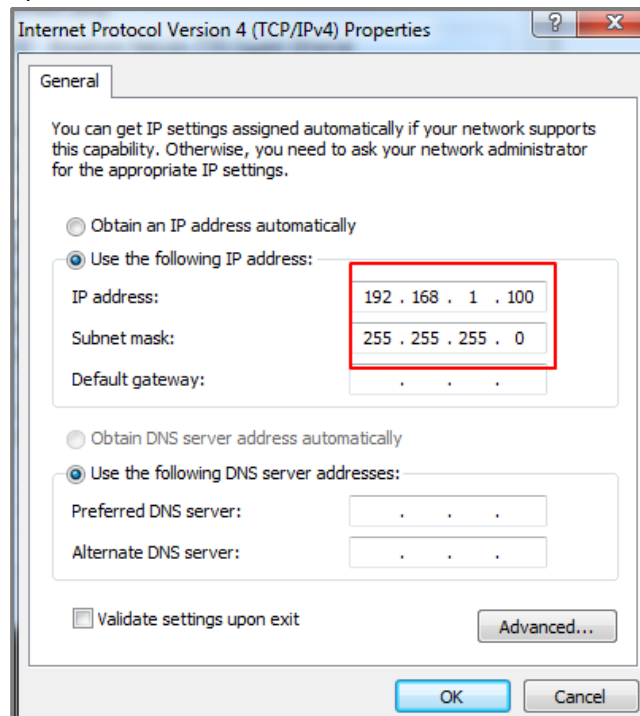 Internet Protocol Version 4 (TCP/IPv4) Properties
General
You can get IP settings assigned automatically if your network supports
this capability. Otherwise, you need to ask your network administrator
for the appropriate IP settings.
Obtain an IP address automatically
Use the following IP address:
IP address: 192 . 168 . 1 . 100
Subnet mask: 255 . 255 . 255 . 0
Default gateway: . . .
Obtain DNS server address automatically
Use the following DNS server addresses:
Preferred DNS server: . . .
Alternate DNS server: . . .
Validate settings upon exit
Advanced...
OK Cancel